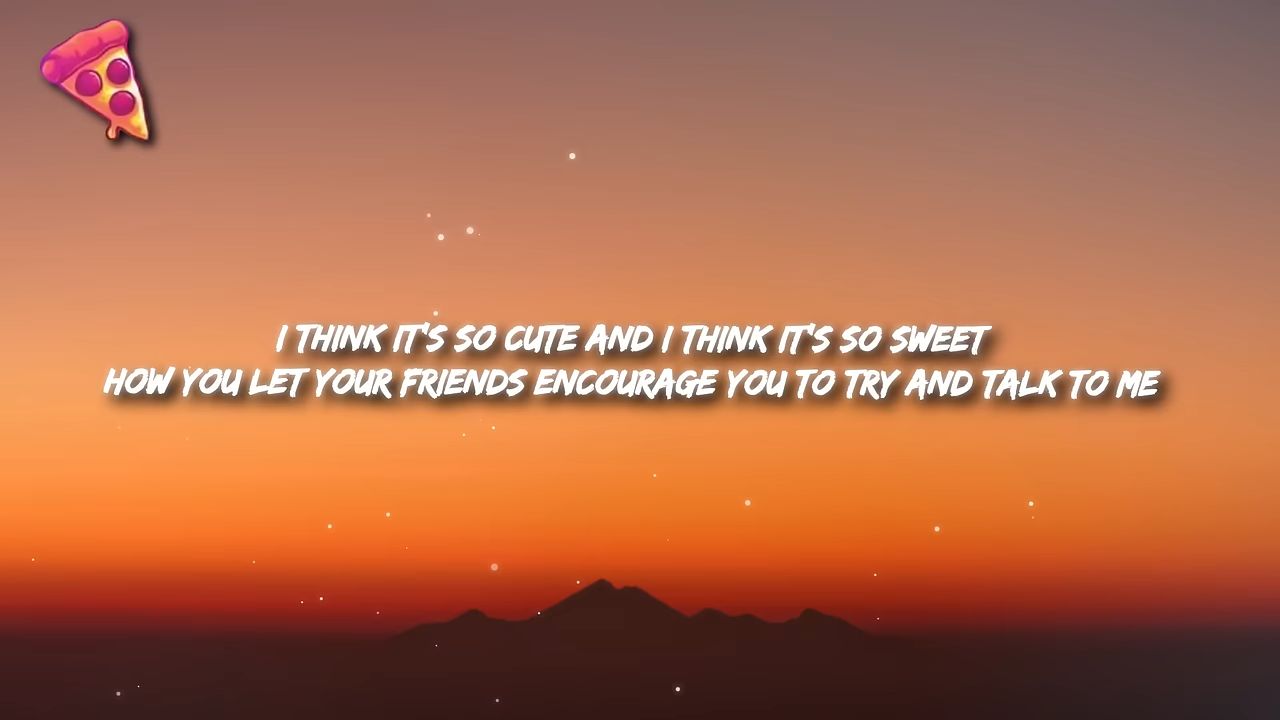 I THINK IT'S SO CUTE AND I THINK IT'S SO SWEET
HOW YOU LET YOUR FRIENDS ENCOURAGE YOU TO TRY AND TALK TO ME